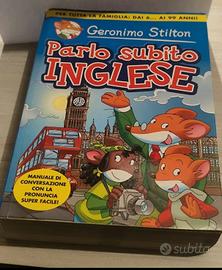 PER TUTTA LA FAMIGLIA: DAI 6... AI 99 ANNI!
Geronimo Stilton
Parlo subito
INGLESE
MANUALE DI
CONVERSAZIONE
CON LA
PRONUNCIA
SUPER FACILE!
subito